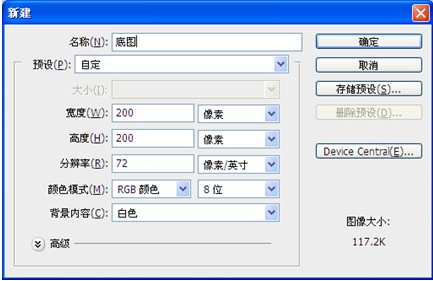 新建
名称(N): 底图
确定
预设(P): 自定
取消
大小(I):
存储预设(S)...
宽度(W): 200 像素
删除预设(D)...
高度(H): 200 像素
分辨率(R): 72 像素/英寸
Device Central(E)...
颜色模式(M): RGB 颜色 8 位
背景内容(C): 白色
图像大小:
高级
117.2K